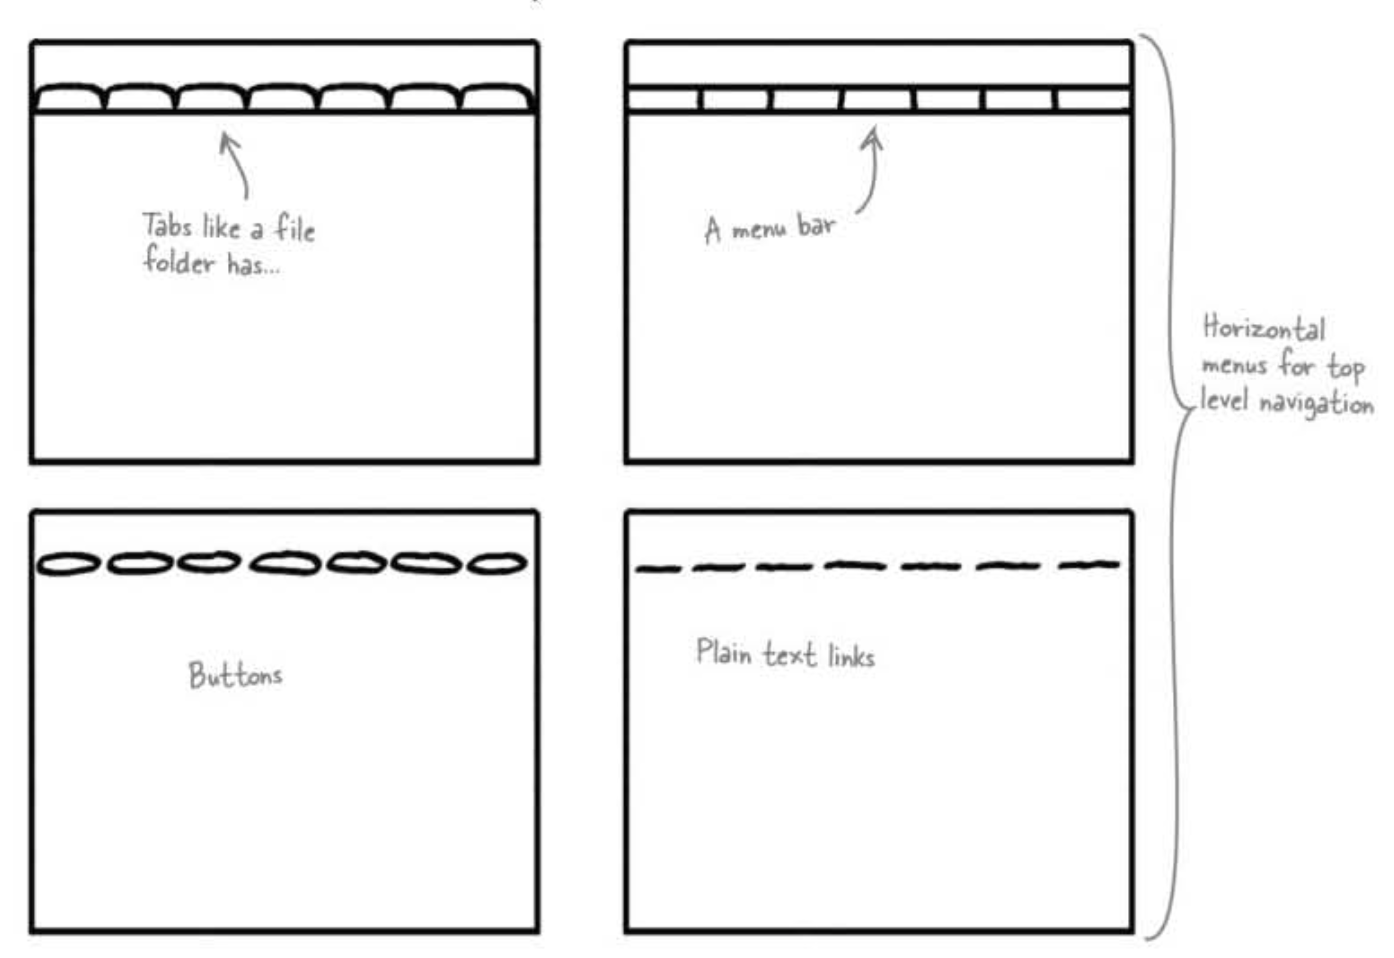 Tabs like a file
folder has...
A menu bar
Horizontal
menus for top
level navigation
Buttons
Plain text links